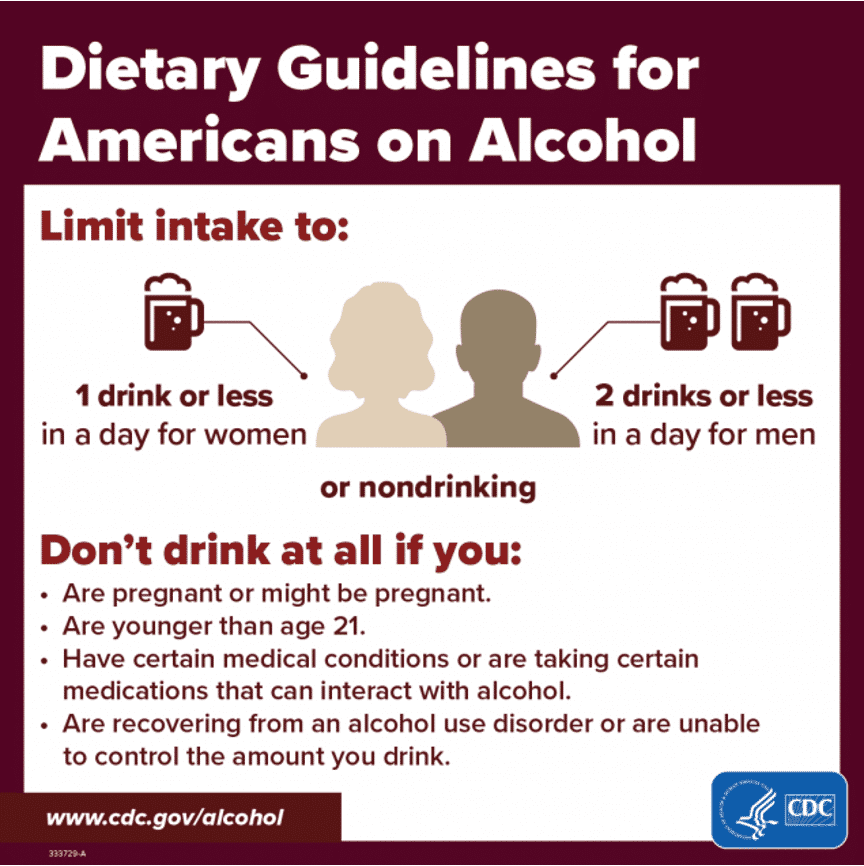 Dietary Guidelines for
Americans on Alcohol
Limit intake to:
1 drink or less
in a day for women
2 drinks or less
in a day for men
or nondrinking
Don’t drink at all if you:
• Are pregnant or might be pregnant.
• Are younger than age 21.
• Have certain medical conditions or are taking certain
medications that can interact with alcohol.
• Are recovering from an alcohol use disorder or are unable
to control the amount you drink.
www.cdc.gov/alcohol
CDC
333729-A